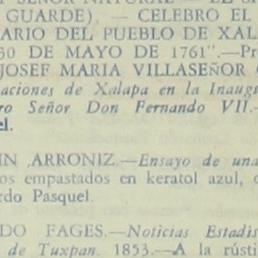 SEÑOR NATURAL — EL
GUARDE). — CELEBRO EL
ARIO DEL PUEBLO DE XAL
30 DE MAYO DE 1761".—Pr
JOSEF MARIA VILLASEÑOR
aciones de Xalapa en la Inaug
ro Señor Don Fernando VII.—
el.
IN ARRONIZ.—Ensayo de una
os empastados en keratol azul,
rdo Pasquel.
DO FAGES.—Noticias Estadis
de Tuxpan. 1853.—A la rústi